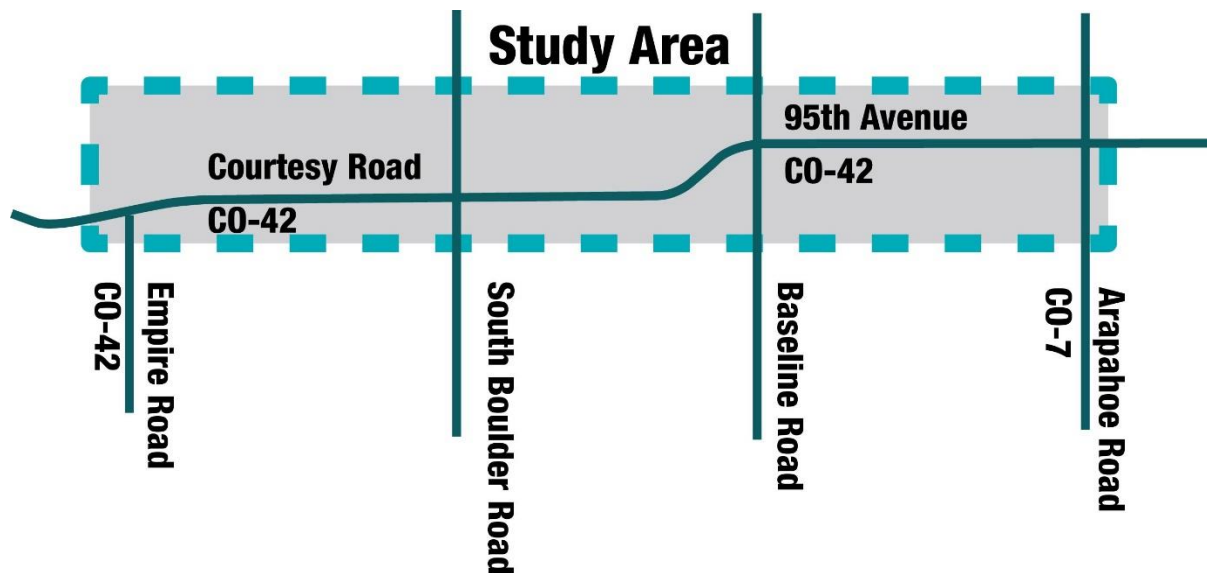 Study Area
95th Avenue
CO-42
Courtesy Road
CO-42
Empire Road
CO-42
South Boulder Road
Baseline Road
Arapahoe Road
CO-7